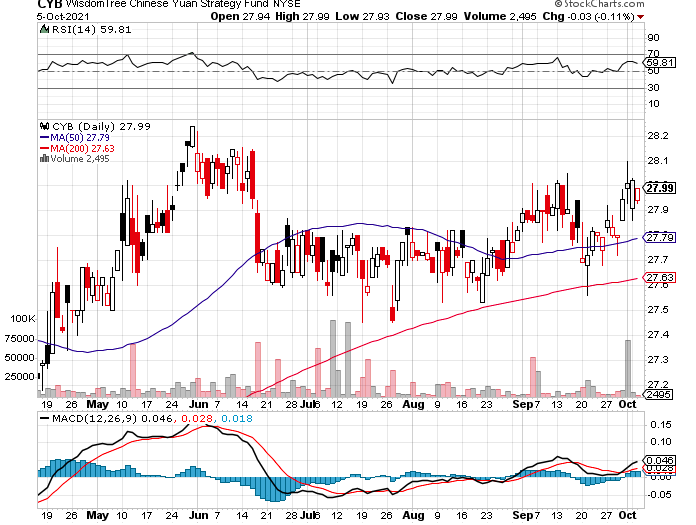 CYB WisdomTree Chinese Yuan Strategy Fund NYSE © StockCharts.com
5-Oct-2021 Open 27.94 High 27.99 Low 27.93 Close 27.99 Volume 2,495 Chg -0.03 (-0.11%)
RSI(14) 59.81
90
70
59.81
50
30
10
CYB (Daily) 27.99
MA(50) 27.79
MA(200) 27.63
Volume 2,495
28.2
28.1
27.99
27.9
27.79
27.7
27.63
27.6
27.5
27.4
27.3
27.2
100K
75000
50000
25000
2495
19 26 May 10 17 24 Jun 7 14 21 28 Jul 6 12 19 26 Aug 9 16 23 Sep 7 13 20 27 Oct
MACD(12,26,9) 0.046, 0.028, 0.018
0.15
0.10
0.046
0.028
0.00
-0.05
19 26 May 10 17 24 Jun 7 14 21 28 Jul 6 12 19 26 Aug 9 16 23 Sep 7 13 20 27 Oct